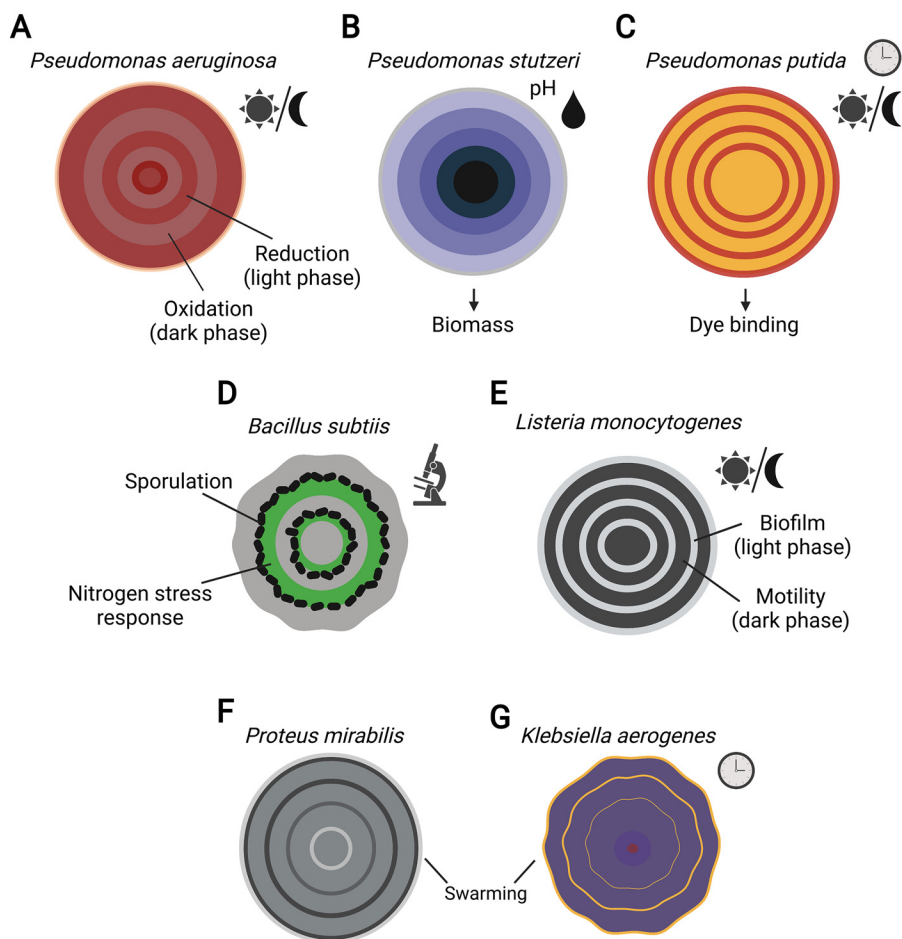 A
Pseudomonas aeruginosa
Reduction
(light phase)
Oxidation
(dark phase)
B
Pseudomonas stutzeri
pH
Biomass
C
Pseudomonas putida
Dye binding
D
Bacillus subtiis
Sporulation
Nitrogen stress
response
E
Listeria monocytogenes
Biofilm
(light phase)
Motility
(dark phase)
F
Proteus mirabilis
G
Klebsiella aerogenes
Swarming